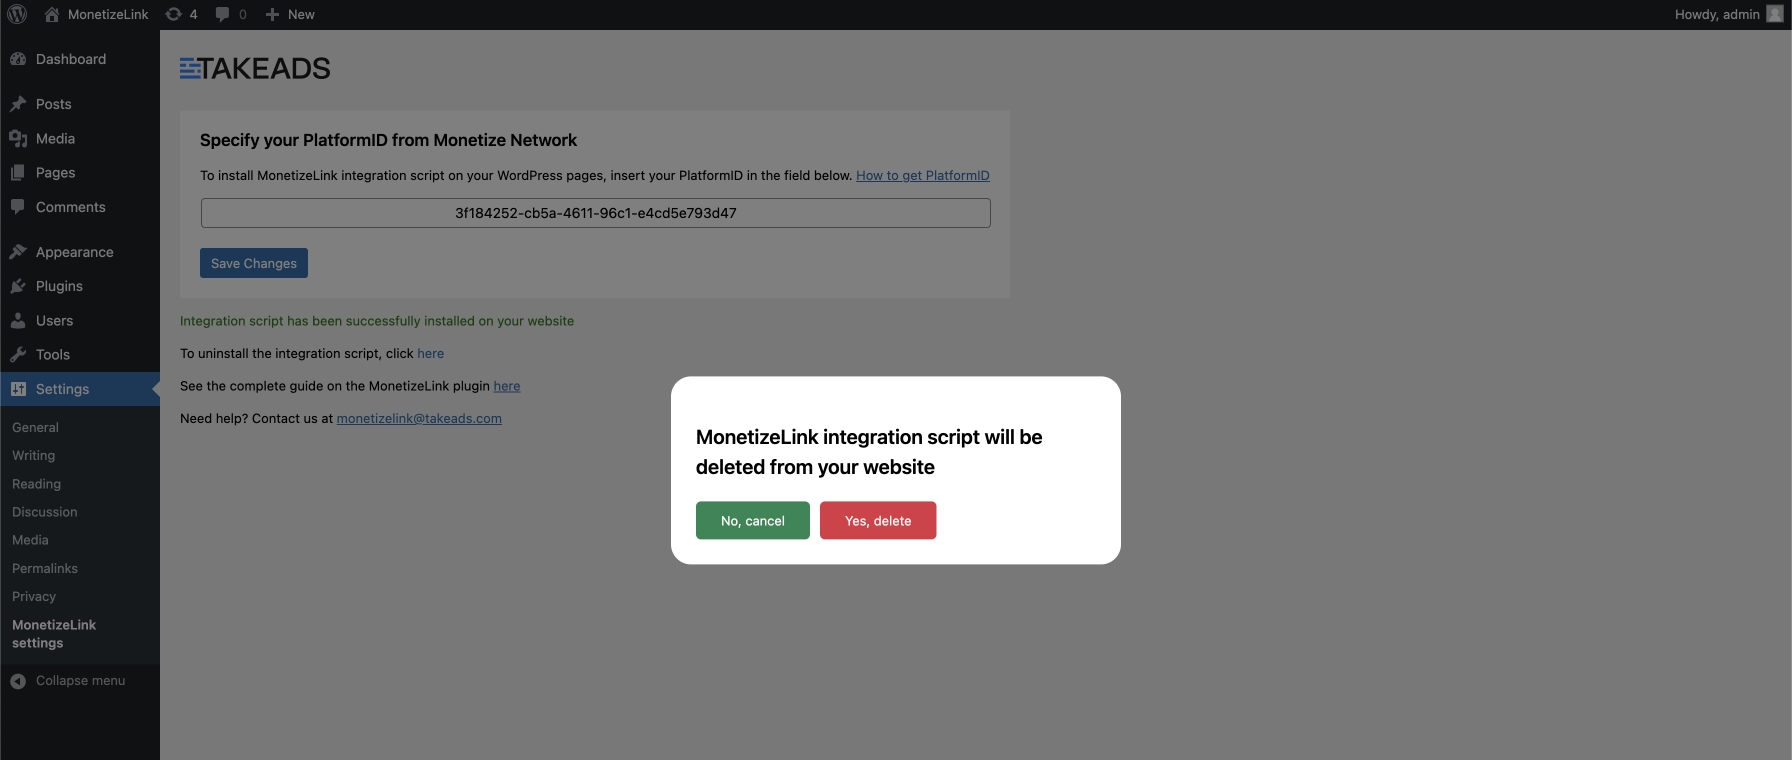 MonetizeLink 4 0 New Howdy, admin
Dashboard
Posts
Media
Pages
Comments
Appearance
Plugins
Users
Tools
Settings
General
Writing
Reading
Discussion
Media
Permalinks
Privacy
MonetizeLink
settings
Collapse menu
TAKEADS
Specify your PlatformID from Monetize Network
To install MonetizeLink integration script on your WordPress pages, insert your PlatformID in the field below. How to get PlatformID
3f184252-cb5a-4611-96c1-e4cd5e793d47
Save Changes
Integration script has been successfully installed on your website
To uninstall the integration script, click here
See the complete guide on the MonetizeLink plugin here
Need help? Contact us at monetizelink@takeads.com
MonetizeLink integration script will be
deleted from your website
No, cancel Yes, delete